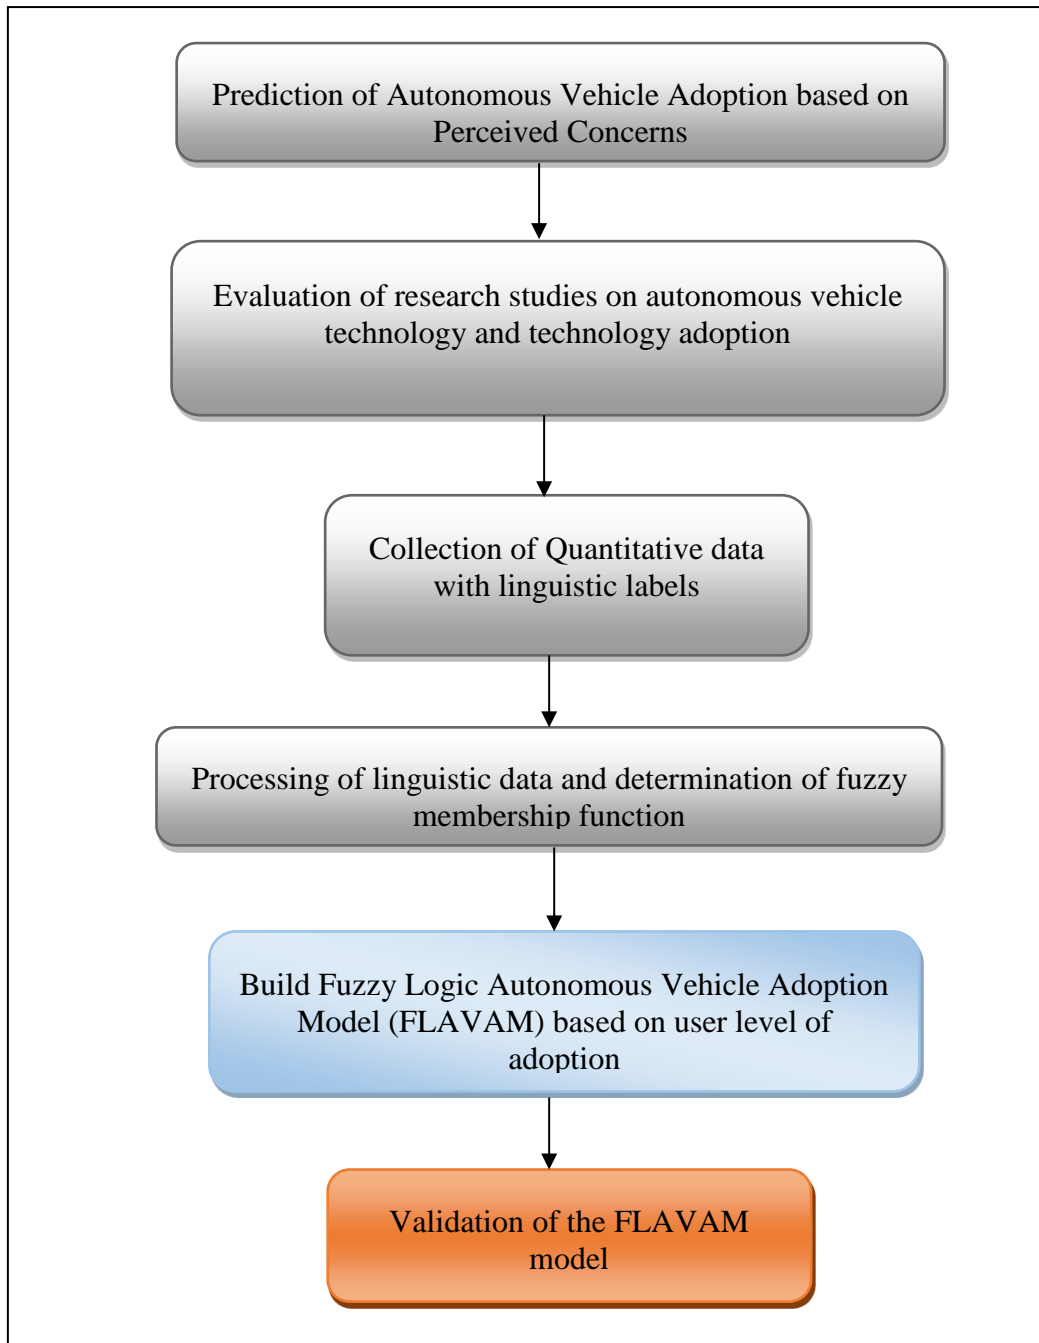 Prediction of Autonomous Vehicle Adoption based on
Perceived Concerns
Evaluation of research studies on autonomous vehicle
technology and technology adoption
Collection of Quantitative data
with linguistic labels
Processing of linguistic data and determination of fuzzy
membership function
Build Fuzzy Logic Autonomous Vehicle Adoption
Model (FLAVAM) based on user level of
adoption
Validation of the FLAVAM
model